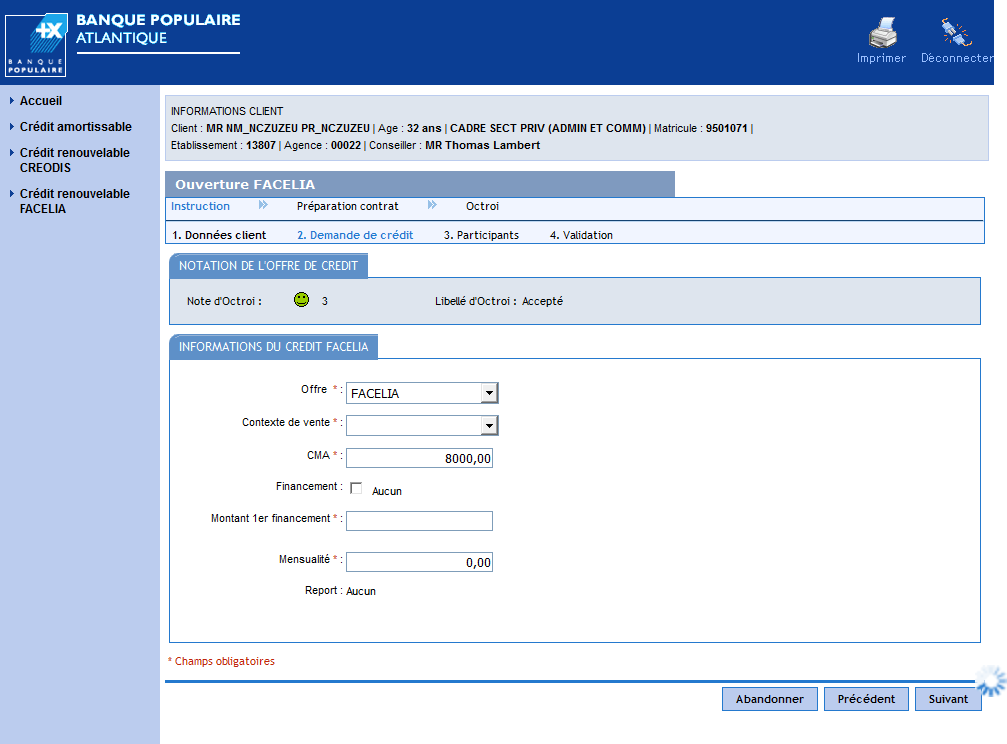 BANQUE POPULAIRE
ATLANTIQUE
BANQUE
POPULAIRE
Imprimer
Déconnecter
Accueil
Crédit amortissable
Crédit renouvelable
CREODIS
Crédit renouvelable
FACELIA
INFORMATIONS CLIENT
Client : MR NM_NCZUZEU PR_NCZUZEU | Age : 32 ans | CADRE SECT PRIV (ADMIN ET COMM) | Matricule : 9501071 |
Etablissement : 13807 | Agence : 00022 | Conseiller : MR Thomas Lambert
Ouverture FACELIA
Instruction Préparation contrat Octroi
1. Données client 2. Demande de crédit 3. Participants 4. Validation
NOTATION DE L'OFFRE DE CREDIT
Note d'Octroi : 3 Libellé d'Octroi : Accepté
INFORMATIONS DU CREDIT FACELIA
Offre * : FACELIA
Contexte de vente * :
CMA * : 8000,00
Financement : Aucun
Montant 1er financement * :
Mensualité * : 0,00
Report : Aucun
* Champs obligatoires
Abandonner Précédent Suivant